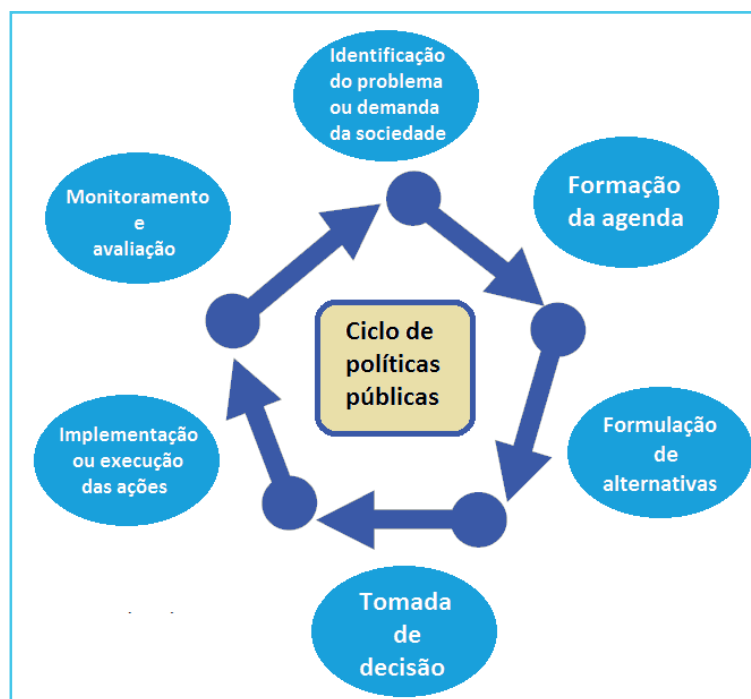 Identificação
do problema
ou demanda
da sociedade
Formação
da agenda
Formulação
de
alternativas
Tomada
de
decisão
Implementação
ou execução
das ações
Monitoramento
e
avaliação
Ciclo de
políticas
públicas